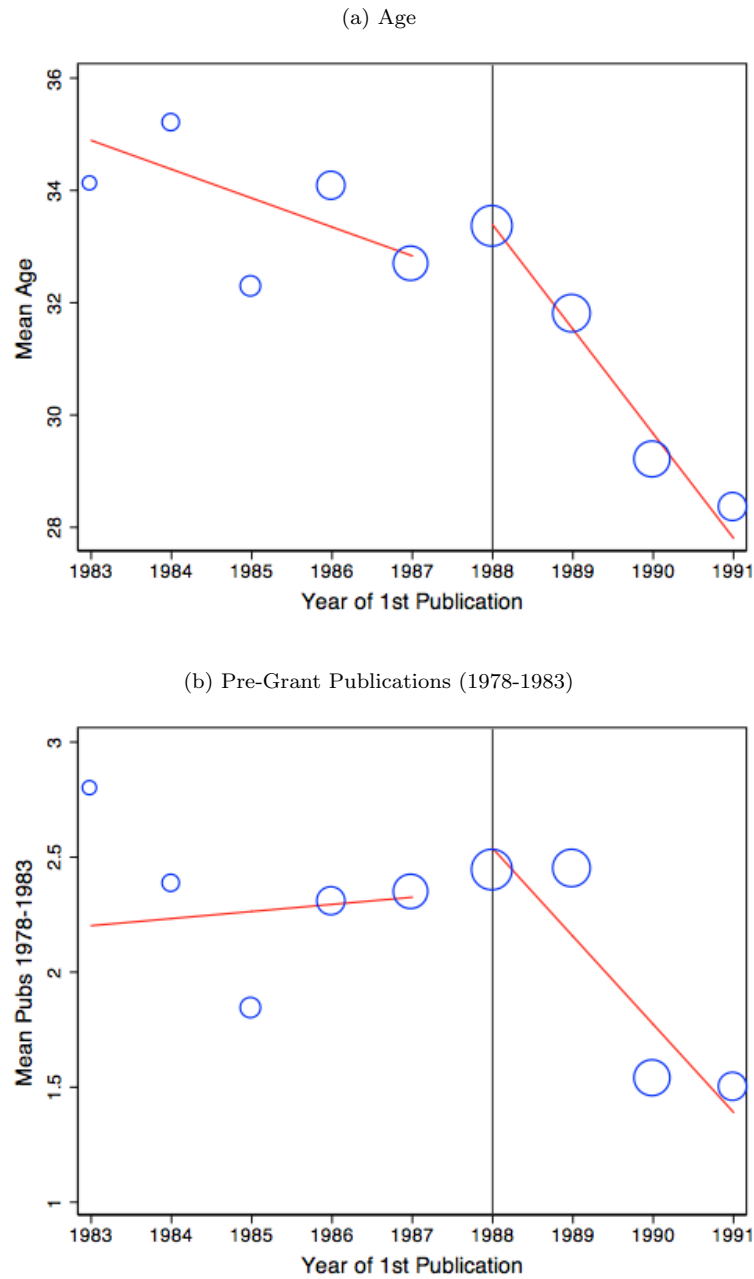 (a) Age
36
34
32
30
28
Mean Age
1983 1984 1985 1986 1987 1988 1989 1990 1991
Year of 1st Publication
(b) Pre-Grant Publications (1978-1983)
3
2.5
2
1.5
1
Mean Pubs 1978-1983
1983 1984 1985 1986 1987 1988 1989 1990 1991
Year of 1st Publication